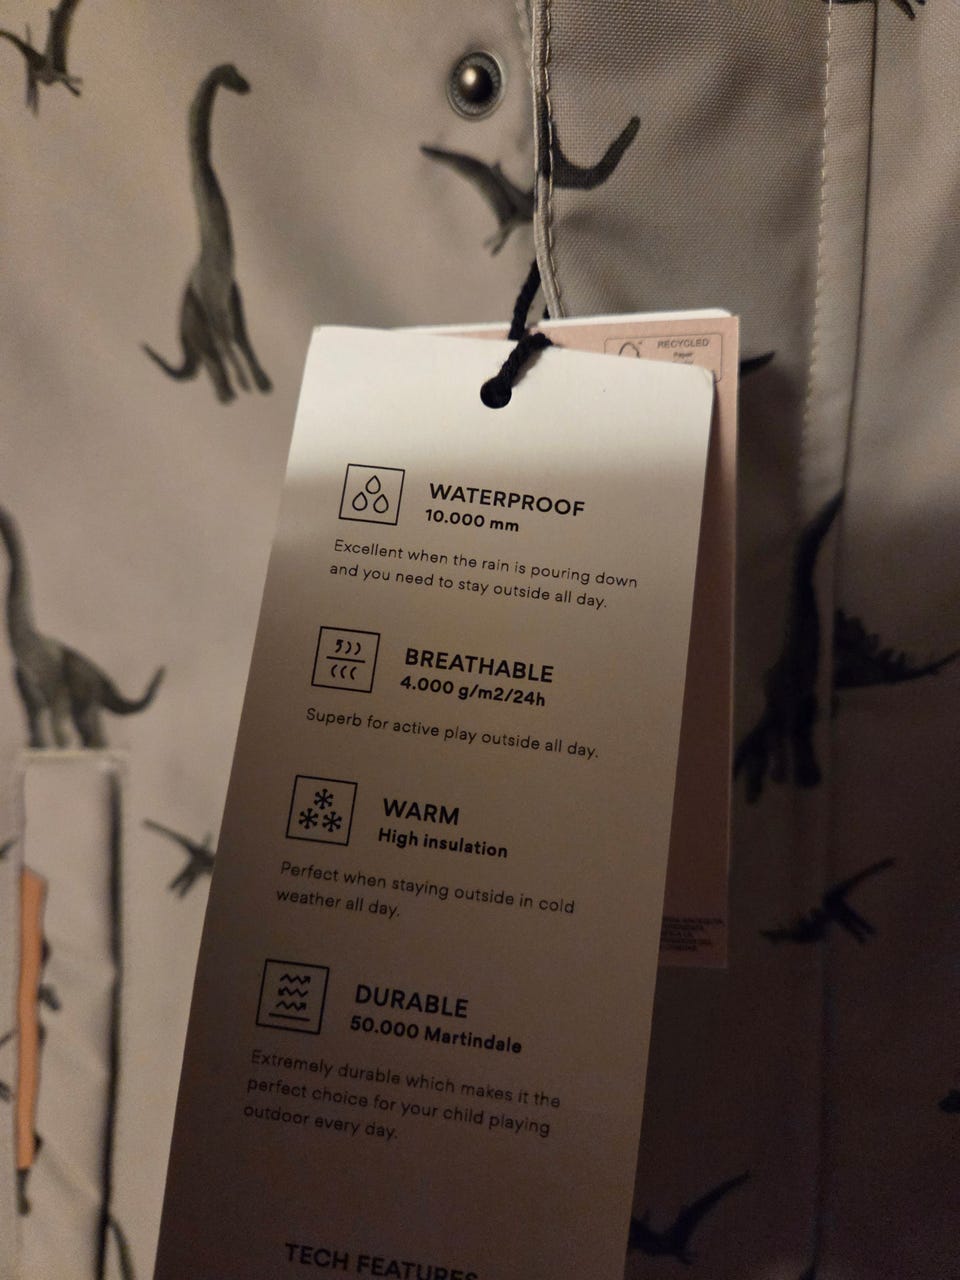 RECYCLED
Paper
WATERPROOF
10.000 mm
Excellent when the rain is pouring down
and you need to stay outside all day.
BREATHABLE
4.000 g/m2/24h
Superb for active play outside all day.
WARM
High insulation
Perfect when staying outside in cold
weather all day.
DURABLE
50.000 Martindale
Extremely durable which makes it the
perfect choice for your child playing
outdoor every day.
TECH FEATURES